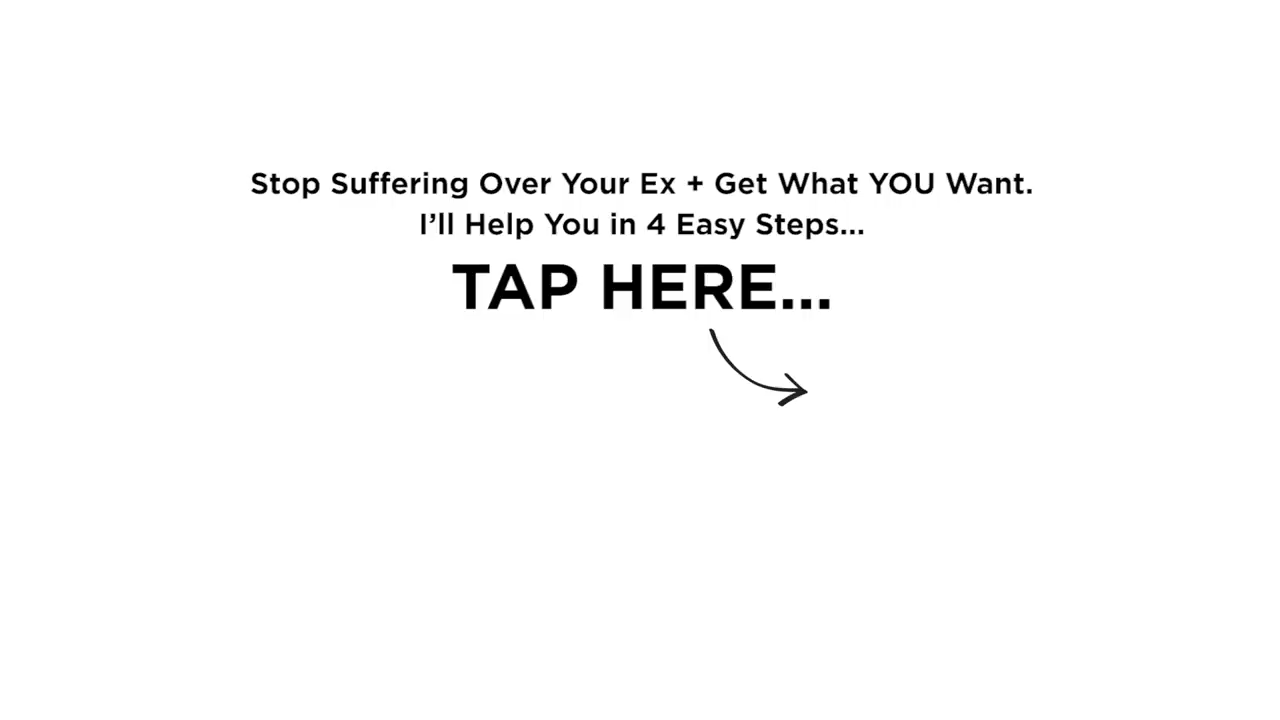 Stop Suffering Over Your Ex + Get What YOU Want.
I’ll Help You in 4 Easy Steps...
TAP HERE...